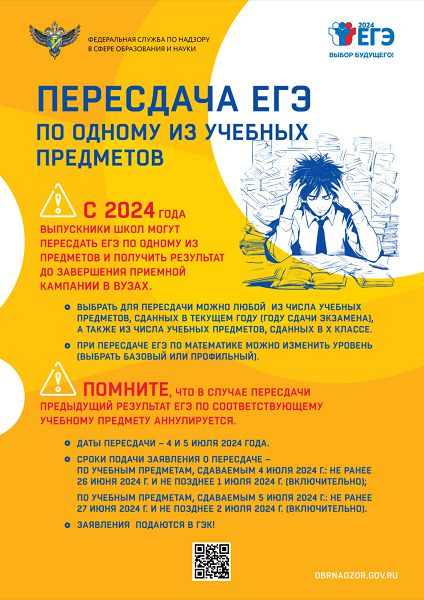 ФЕДЕРАЛЬНАЯ СЛУЖБА ПО НАДЗОРУ
В СФЕРЕ ОБРАЗОВАНИЯ И НАУКИ
2024
ЕГЭ
ВЫБОР БУДУЩЕГО!
ПЕРЕСДАЧА ЕГЭ
ПО ОДНОМУ ИЗ УЧЕБНЫХ
ПРЕДМЕТОВ
С 2024 ГОДА
ВЫПУСКНИКИ ШКОЛ МОГУТ
ПЕРЕСДАТЬ ЕГЭ ПО ОДНОМУ ИЗ
ПРЕДМЕТОВ И ПОЛУЧИТЬ РЕЗУЛЬТАТ
ДО ЗАВЕРШЕНИЯ ПРИЕМНОЙ
КАМПАНИИ В ВУЗАХ.
ВЫБРАТЬ ДЛЯ ПЕРЕСДАЧИ МОЖНО ЛЮБОЙ ИЗ ЧИСЛА УЧЕБНЫХ
ПРЕДМЕТОВ, СДАННЫХ В ТЕКУЩЕМ ГОДУ (ГОДУ СДАЧИ ЭКЗАМЕНА),
А ТАКЖЕ ИЗ ЧИСЛА УЧЕБНЫХ ПРЕДМЕТОВ, СДАННЫХ В X КЛАССЕ.
ПРИ ПЕРЕСДАЧЕ ЕГЭ ПО МАТЕМАТИКЕ МОЖНО ИЗМЕНИТЬ УРОВЕНЬ
(ВЫБРАТЬ БАЗОВЫЙ ИЛИ ПРОФИЛЬНЫЙ).
ПОМНИТЕ, ЧТО В СЛУЧАЕ ПЕРЕСДАЧИ
ПРЕДЫДУЩИЙ РЕЗУЛЬТАТ ЕГЭ ПО СООТВЕТСТВУЮЩЕМУ
УЧЕБНОМУ ПРЕДМЕТУ АННУЛИРУЕТСЯ.
ДАТЫ ПЕРЕСДАЧИ – 4 И 5 ИЮЛЯ 2024 ГОДА.
СРОКИ ПОДАЧИ ЗАЯВЛЕНИЯ О ПЕРЕСДАЧЕ –
ПО УЧЕБНЫМ ПРЕДМЕТАМ, СДАВАЕМЫМ 4 ИЮЛЯ 2024 Г.: НЕ РАНЕЕ
26 ИЮНЯ 2024 Г. И НЕ ПОЗДНЕЕ 1 ИЮЛЯ 2024 Г. (ВКЛЮЧИТЕЛЬНО);
ПО УЧЕБНЫМ ПРЕДМЕТАМ, СДАВАЕМЫМ 5 ИЮЛЯ 2024 Г.: НЕ РАНЕЕ
27 ИЮНЯ 2024 Г. И НЕ ПОЗДНЕЕ 2 ИЮЛЯ 2024 Г. (ВКЛЮЧИТЕЛЬНО).
ЗАЯВЛЕНИЯ ПОДАЮТСЯ В ГЭК!
OBRNADZOR.GOV.RU